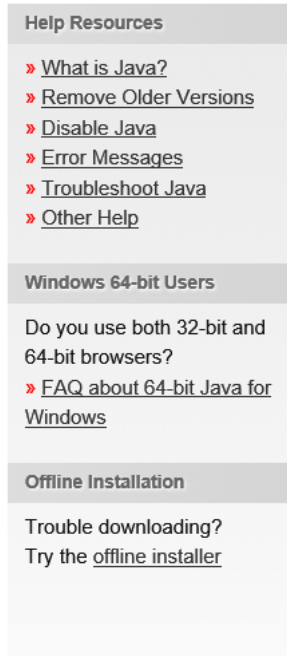 Help Resources
» What is Java?
» Remove Older Versions
» Disable Java
» Error Messages
» Troubleshoot Java
» Other Help
Windows 64-bit Users
Do you use both 32-bit and
64-bit browsers?
» FAQ about 64-bit Java for
Windows
Offline Installation
Trouble downloading?
Try the offline installer